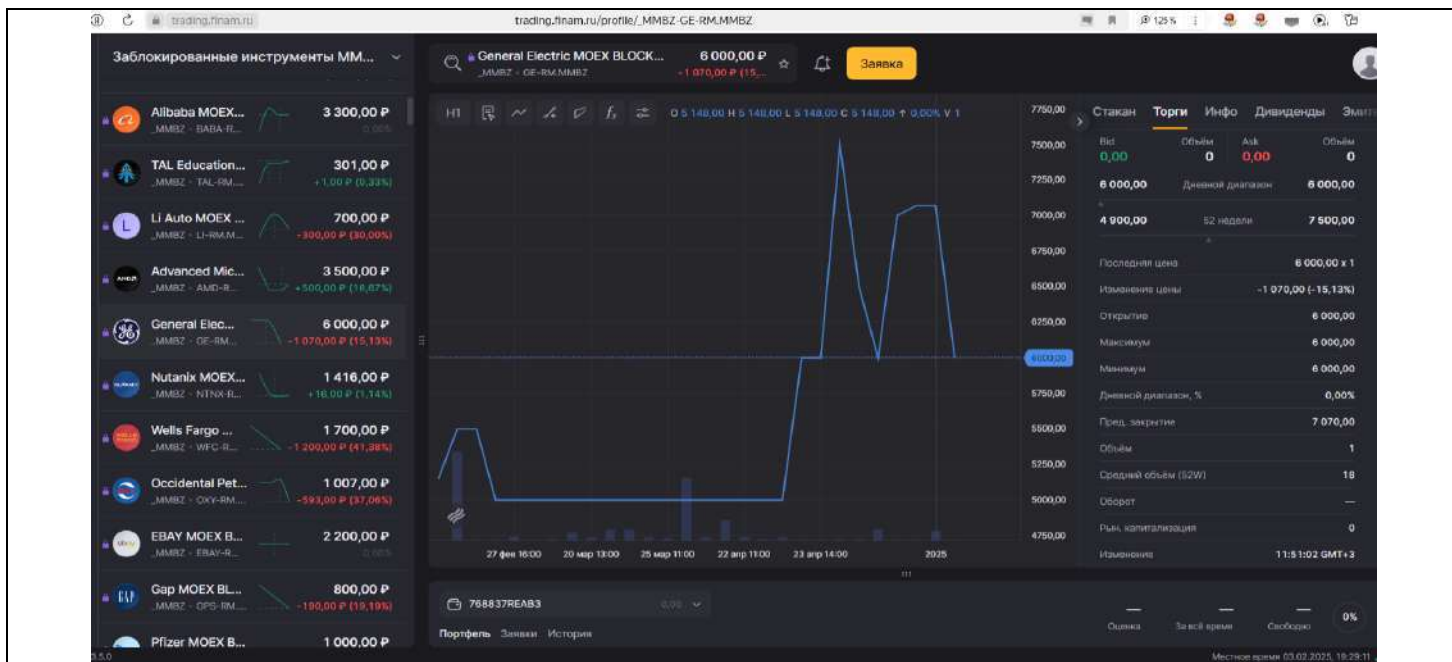 trading.finam.ru
trading.finam.ru/profile/_MMBZ-GE-RM.MMBZ
125 %
Заблокированные инструменты MM...
Alibaba MOEX... 3 300,00 ₽
_MMBZ - BABA-R... 0,00%
TAL Education... 301,00 ₽
_MMBZ - TAL-RM.... +1,00 ₽ (0,33%)
Li Auto MOEX ... 700,00 ₽
_MMBZ - LI-RM.M... -300,00 ₽ (30,00%)
Advanced Mic... 3 500,00 ₽
_MMBZ - AMD-R... +500,00 ₽ (16,67%)
General Elec... 6 000,00 ₽
_MMBZ - GE-RM.... -1 070,00 ₽ (15,13%)
Nutanix MOEX... 1 416,00 ₽
_MMBZ - NTNX-R... +16,00 ₽ (1,14%)
Wells Fargo ... 1 700,00 ₽
_MMBZ - WFC-R... -1 200,00 ₽ (41,38%)
Occidental Pet... 1 007,00 ₽
_MMBZ - OXY-RM.... -593,00 ₽ (37,06%)
EBAY MOEX B... 2 200,00 ₽
_MMBZ - EBAY-R... 0,00%
GAP
Gap MOEX BL... 800,00 ₽
_MMBZ - GPS-RM.... -190,00 ₽ (19,19%)
Pfizer MOEX B... 1 000,00 ₽
3.5.0
General Electric MOEX BLOCK... 6 000,00 ₽
_MMBZ - GE-RM.MMBZ -1 070,00 ₽ (15,...
Заявка
H1 O 5 148,00 H 5 148,00 L 5 148,00 C 5 148,00 ↑ 0,00% V 1
7750,00
7500,00
7250,00
7000,00
6750,00
6500,00
6250,00
6000,00
5750,00
5500,00
5250,00
5000,00
4750,00
27 фев 16:00 20 мар 13:00 25 мар 11:00 22 апр 11:00 23 апр 14:00 2025
768837REAB3 0,00
Портфель Заявки История
Стакан Торги Инфо Дивиденды Эмит
Bid Объём Ask Объём
0,00 0 0,00 0
6 000,00 Дневной диапазон 6 000,00
4 900,00 52 недели 7 500,00
Последняя цена 6 000,00 x 1
Изменение цены -1 070,00 (-15,13%)
Открытие 6 000,00
Максимум 6 000,00
Минимум 6 000,00
Дневной диапазон, % 0,00%
Пред. закрытие 7 070,00
Объём 1
Средний объём (52W) 18
Оборот —
Рын. капитализация 0
Изменения 11:51:02 GMT+3
— — — 0%
Оценка За всё время Свободно
Местное время 03.02.2025, 19:29:11